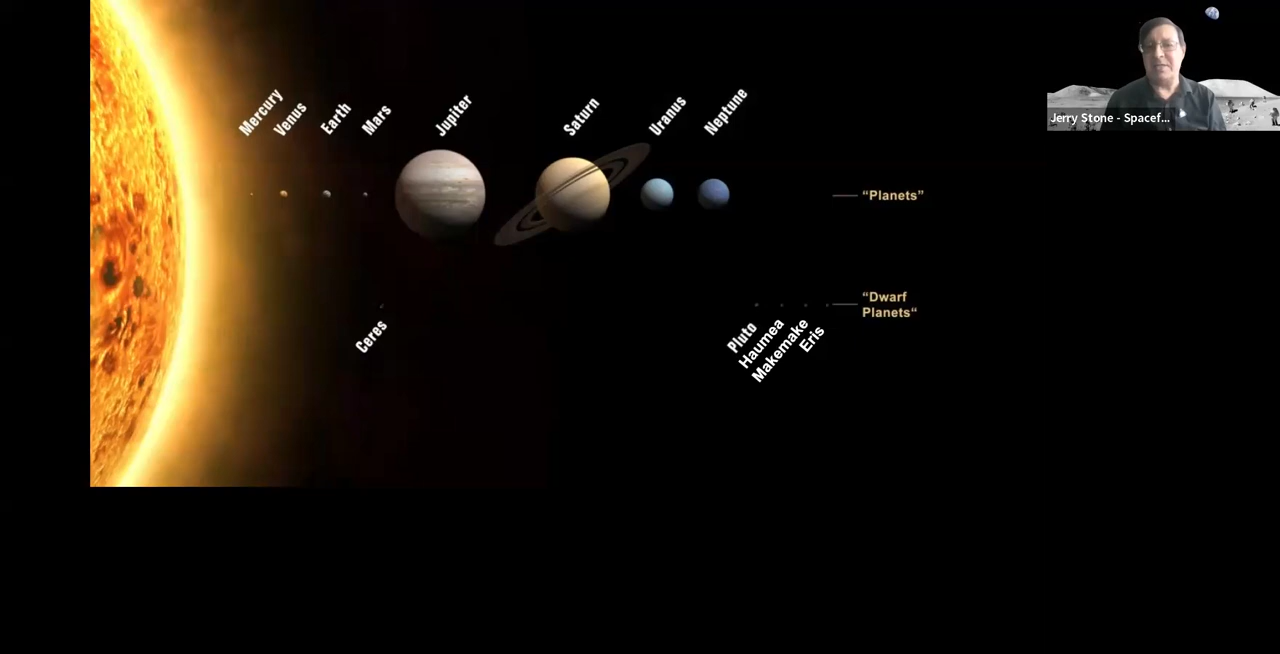 Mercury
Venus
Earth
Mars
Jupiter
Saturn
Uranus
Neptune
Jerry Stone - Spacef...
“Planets”
“Dwarf
Planets“
Ceres
Pluto
Haumea
Makemake
Eris